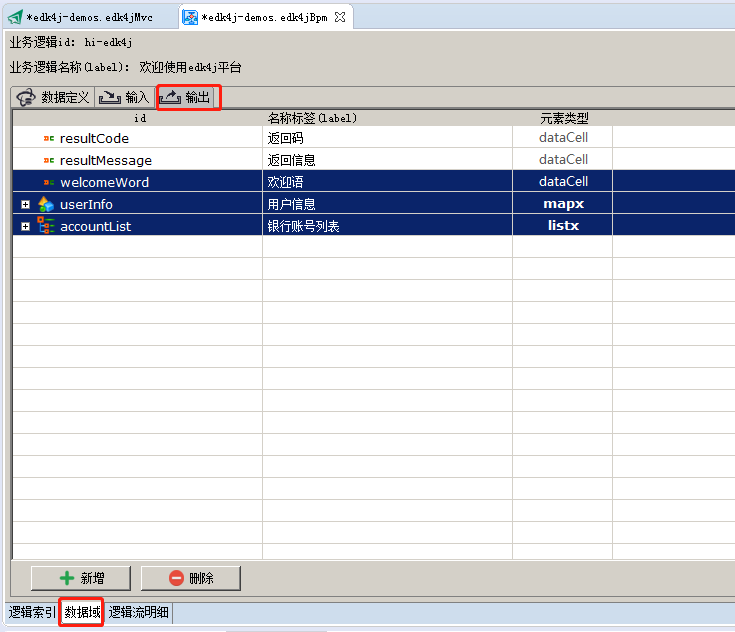 *edk4j-demos.edk4jMvc *edk4j-demos.edk4jBpm
业务逻辑id: hi-edk4j
业务逻辑名称(label): 欢迎使用edk4j平台
数据定义 输入 输出
id 名称标签(label) 元素类型
resultCode 返回码 dataCell
resultMessage 返回信息 dataCell
welcomeWord 欢迎语 dataCell
userInfo 用户信息 mapx
accountList 银行账号列表 listx
新增 删除
逻辑索引 数据域 逻辑流明细